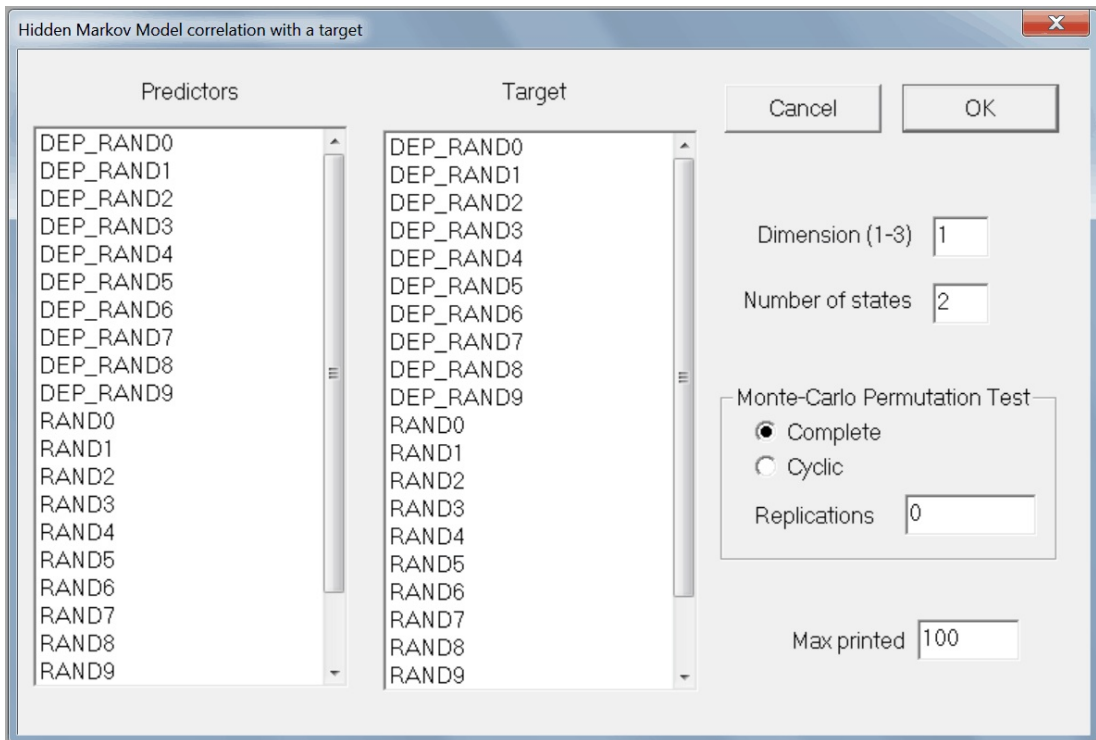 Hidden Markov Model correlation with a target
X
Predictors
DEP_RAND0
DEP_RAND1
DEP_RAND2
DEP_RAND3
DEP_RAND4
DEP_RAND5
DEP_RAND6
DEP_RAND7
DEP_RAND8
DEP_RAND9
RAND0
RAND1
RAND2
RAND3
RAND4
RAND5
RAND6
RAND7
RAND8
RAND9
Target
DEP_RAND0
DEP_RAND1
DEP_RAND2
DEP_RAND3
DEP_RAND4
DEP_RAND5
DEP_RAND6
DEP_RAND7
DEP_RAND8
DEP_RAND9
RAND0
RAND1
RAND2
RAND3
RAND4
RAND5
RAND6
RAND7
RAND8
RAND9
Cancel OK
Dimension (1-3) 1
Number of states 2
Monte-Carlo Permutation Test
Complete
Cyclic
Replications 0
Max printed 100